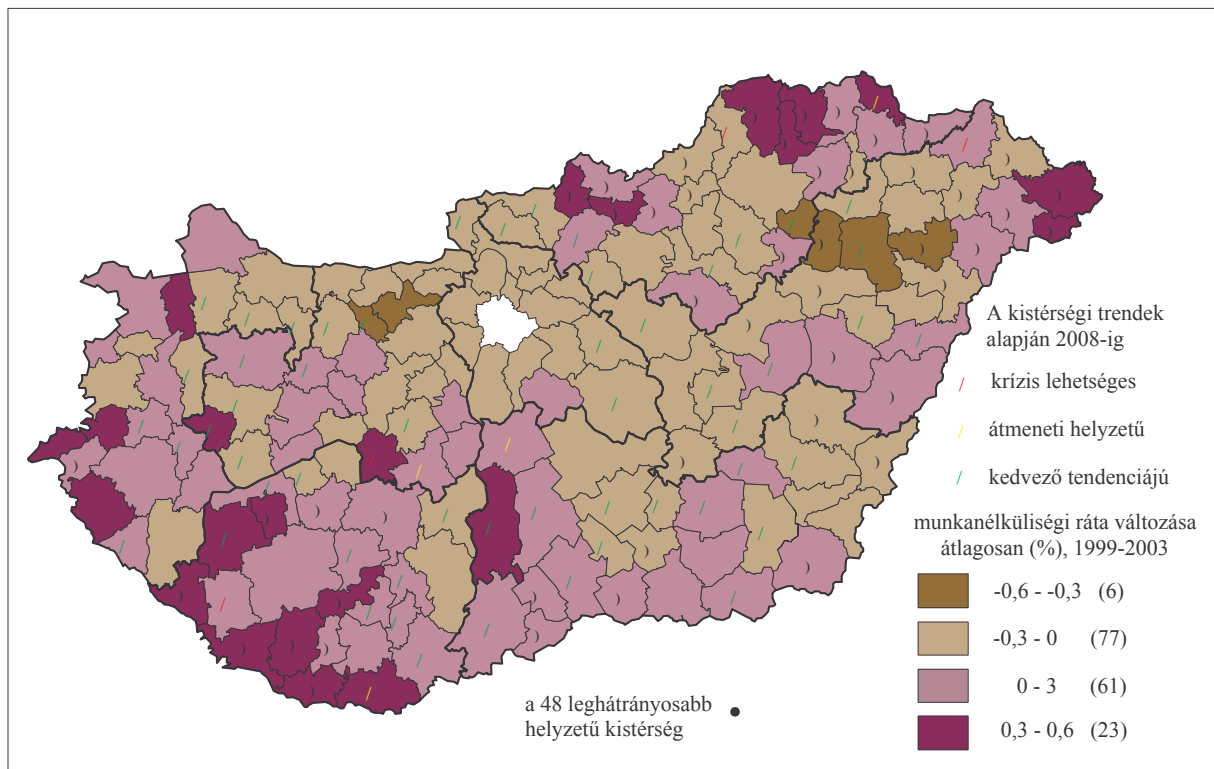 A kistérségi trendek
alapján 2008-ig
krízis lehetséges
átmeneti helyzetű
kedvező tendenciájú
munkanélküliségi ráta változása
átlagosan (%), 1999-2003
-0,6 - -0,3 (6)
-0,3 - 0 (77)
0 - 3 (61)
0,3 - 0,6 (23)
a 48 leghátrányosabb
helyzetű kistérség